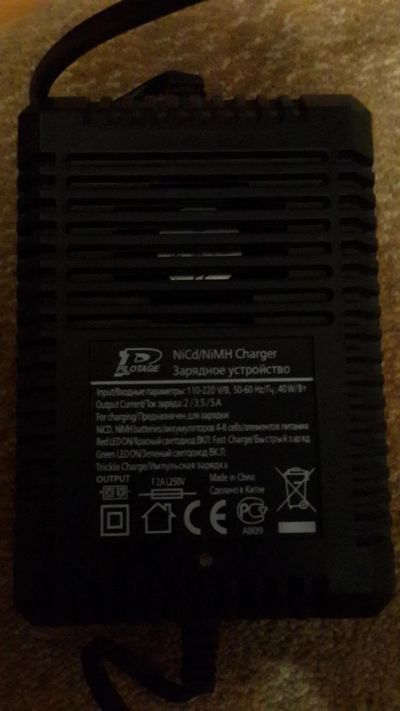 PILOTAGE
NiCd/NiMH Charger
Зарядное устройство
Input/Входные параметры: 110-220 V/В, 50-60 Hz/Гц, 40 W/Вт
Output Current/Ток заряда: 2 / 3,5 / 5 A
For charging/Предназначен для зарядки:
NiCD, NiMH batteries/аккумуляторов 4-8 cells/элементов питания
Red LED ON/Красный светодиод ВКЛ: Fast Charge/Быстрый заряд
Green LED ON/Зеленый светодиод ВКЛ:
Trickle Charge/Импульсная зарядка
OUTPUT
F 2A L250V
Made in China
Сделано в Китае
CE
A809